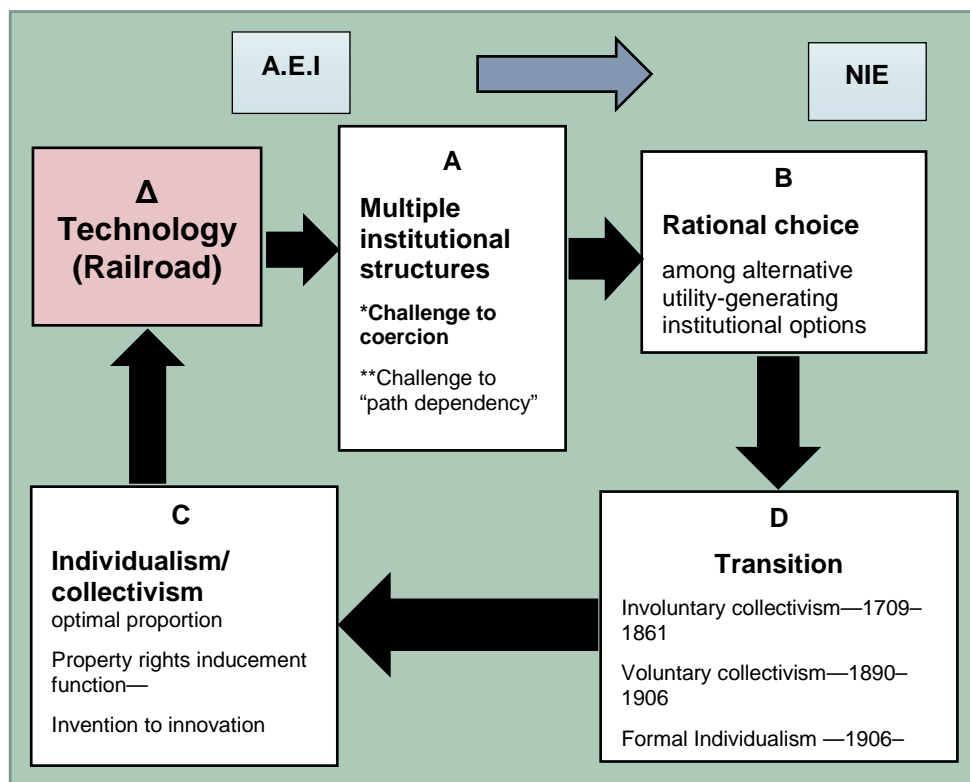 A.E.I
NIE
Δ
Technology
(Railroad)
A
Multiple
institutional
structures
*Challenge to
coercion
**Challenge to
“path dependency”
B
Rational choice
among alternative
utility-generating
institutional options
C
Individualism/
collectivism
optimal proportion
Property rights inducement
function—
Invention to innovation
D
Transition
Involuntary collectivism—1709–
1861
Voluntary collectivism—1890–
1906
Formal Individualism —1906–